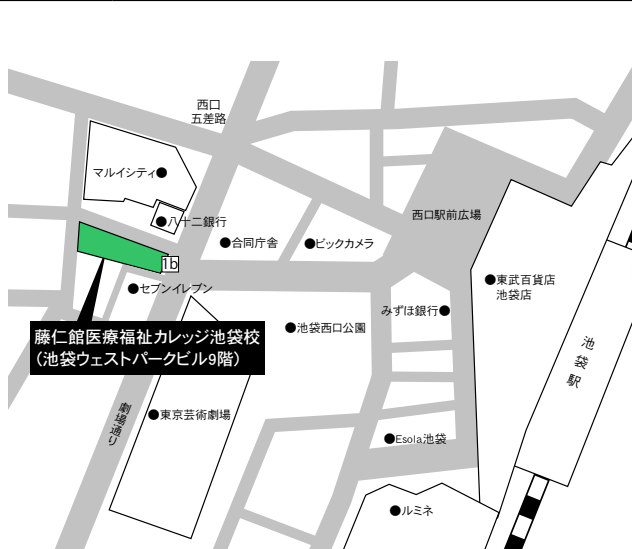 西口
五差路
マルイシティ●
●八十二銀行
西口駅前広場
●合同庁舎
●ビックカメラ
1b
●東武百貨店
池袋店
●セブンイレブン
みずほ銀行●
●池袋西口公園
藤仁館医療福祉カレッジ池袋校
（池袋ウェストパークビル9階）
池袋駅
劇場通り
●東京芸術劇場
●Esola池袋
●ルミネ